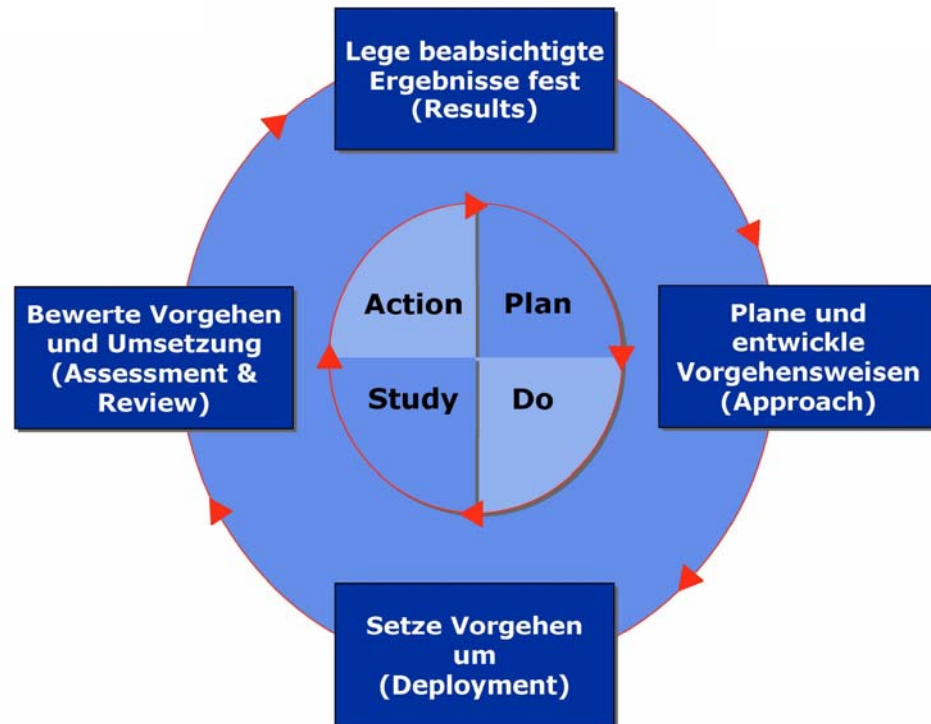 Lege beabsichtigte
Ergebnisse fest
(Results)
Action
Plan
Bewerte Vorgehen
und Umsetzung
(Assessment &
Review)
Plane und
entwickle
Vorgehensweisen
(Approach)
Study
Do
Setze Vorgehen
um
(Deployment)